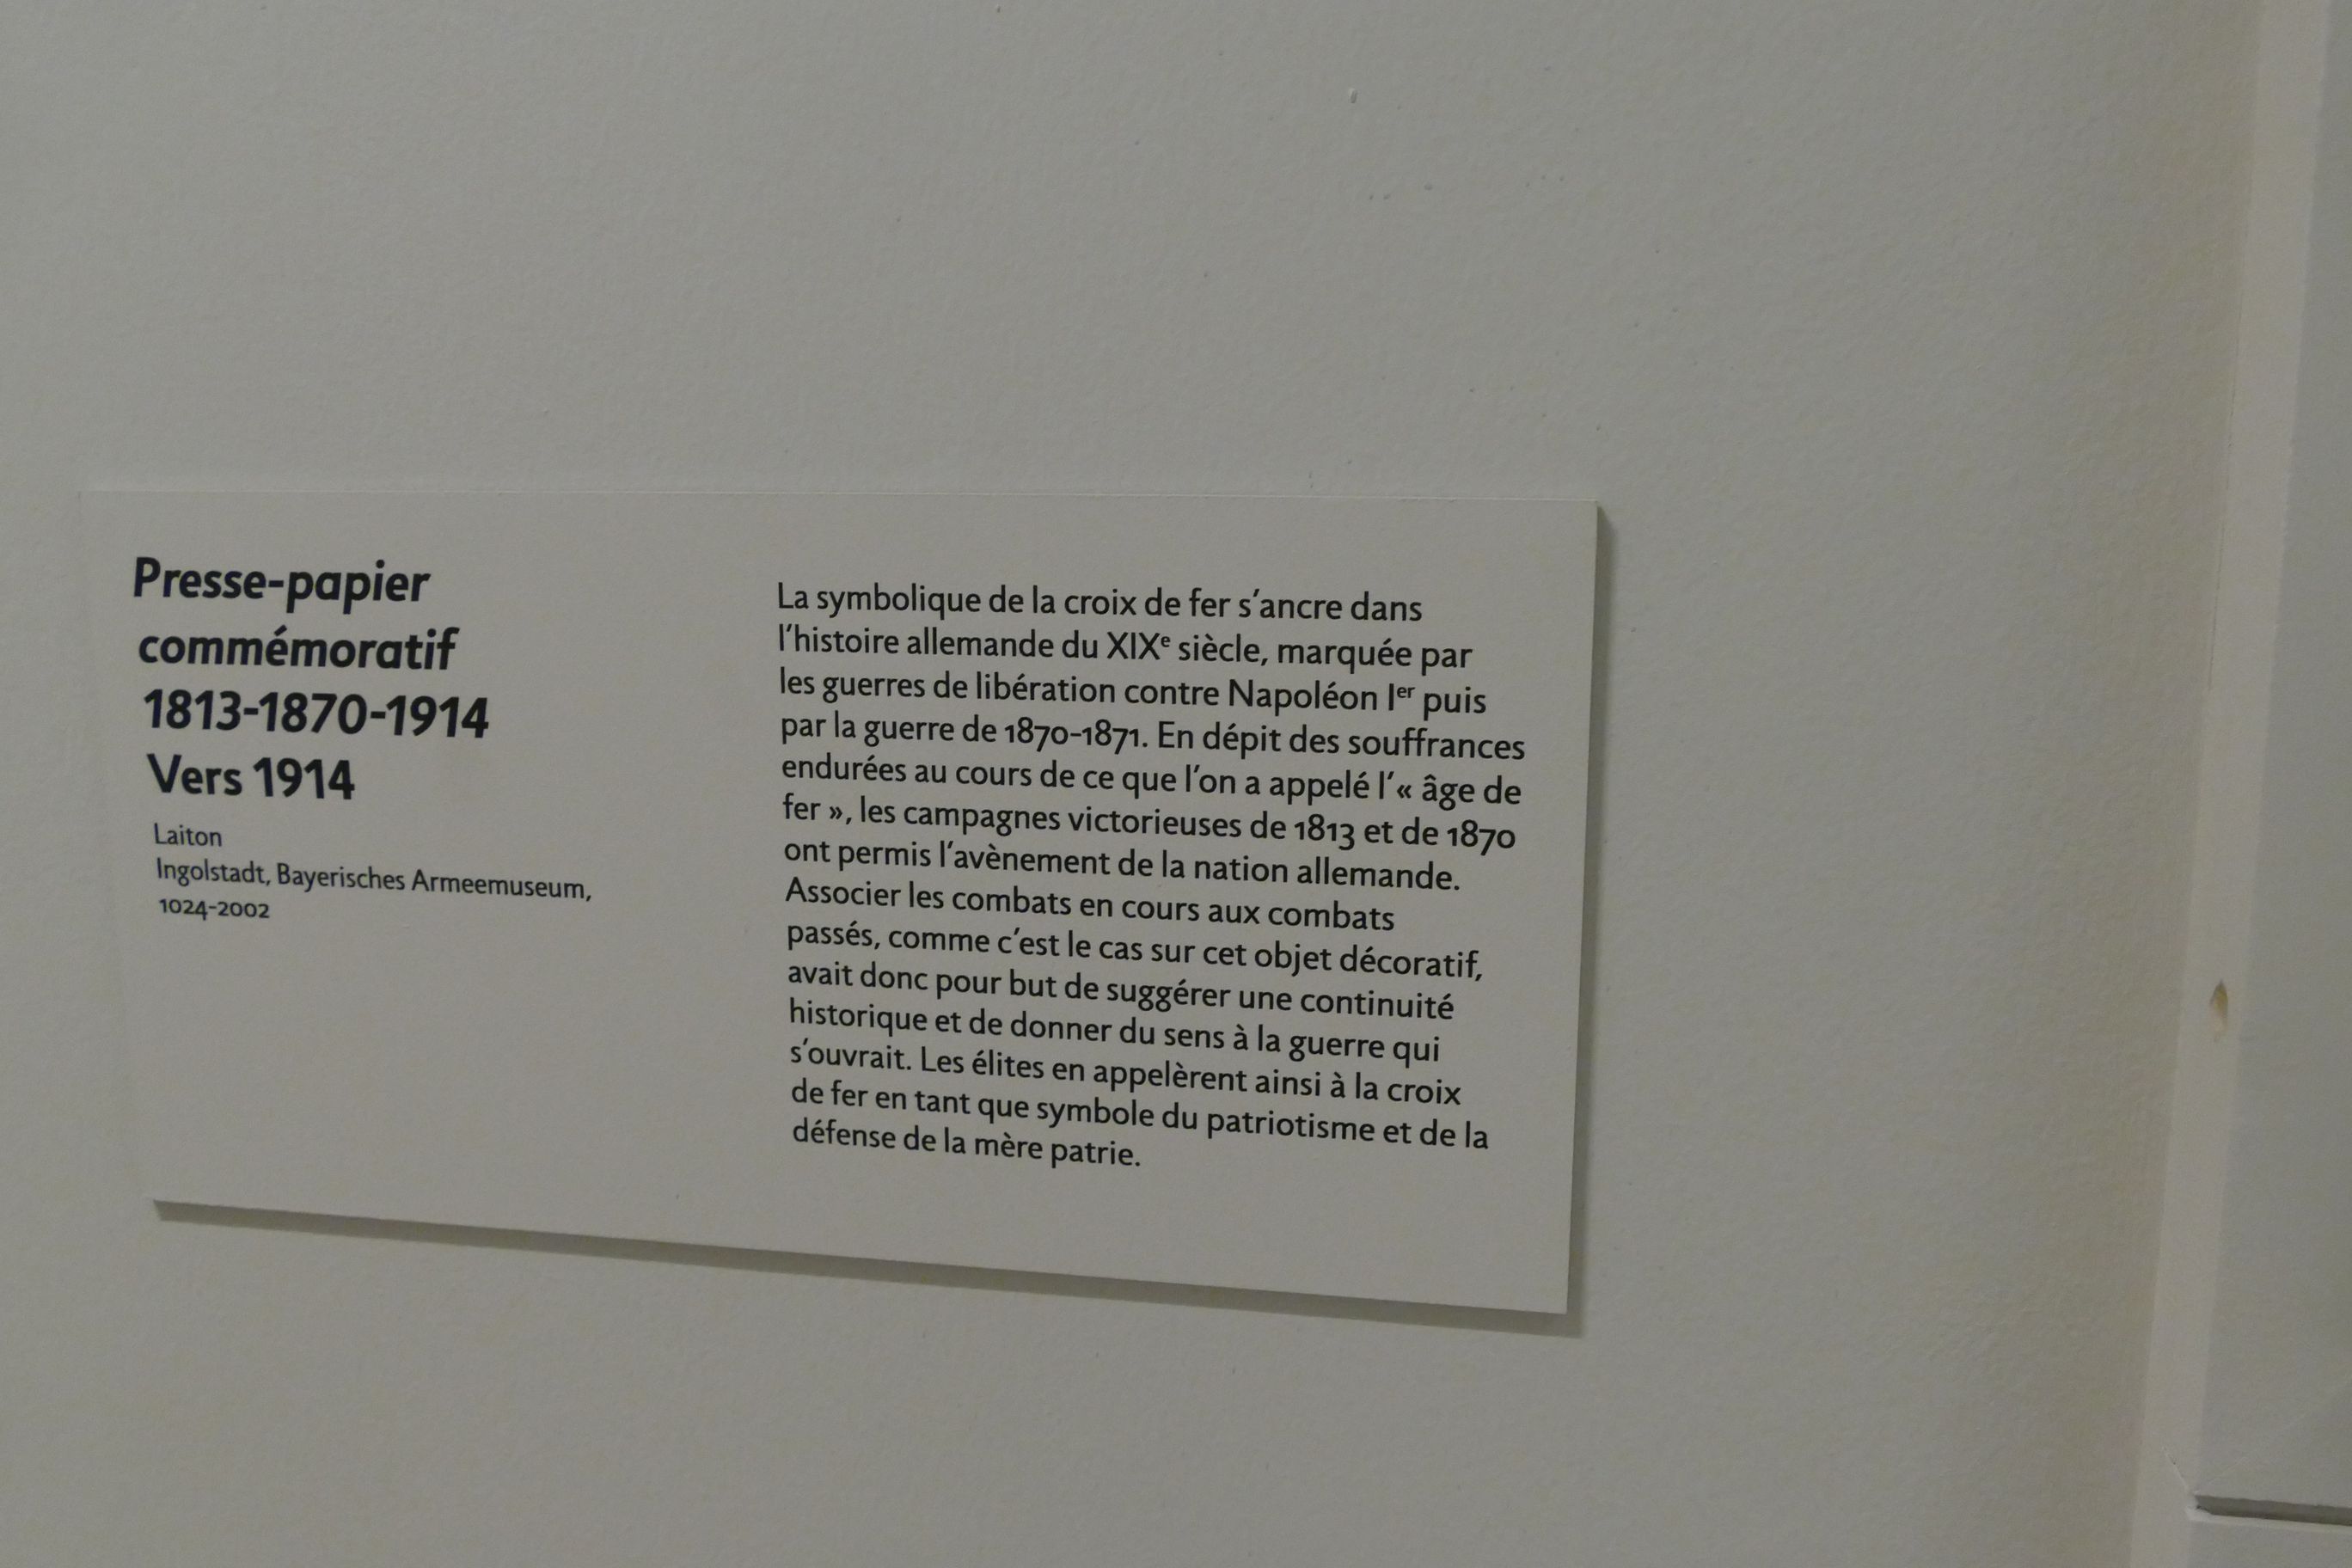 Presse-papier
commémoratif
1813-1870-1914
Vers 1914
Laiton
Ingolstadt, Bayerisches Armeemuseum,
1024-2002
La symbolique de la croix de fer s'ancre dans
l'histoire allemande du XIXe siècle, marquée par
les guerres de libération contre Napoléon Ier puis
par la guerre de 1870-1871. En dépit des souffrances
endurées au cours de ce que l'on a appelé l'« âge de
fer », les campagnes victorieuses de 1813 et de 1870
ont permis l'avènement de la nation allemande.
Associer les combats en cours aux combats
passés, comme c'est le cas sur cet objet décoratif,
avait donc pour but de suggérer une continuité
historique et de donner du sens à la guerre qui
s'ouvrait. Les élites en appelèrent ainsi à la croix
de fer en tant que symbole du patriotisme et de la
défense de la mère patrie.